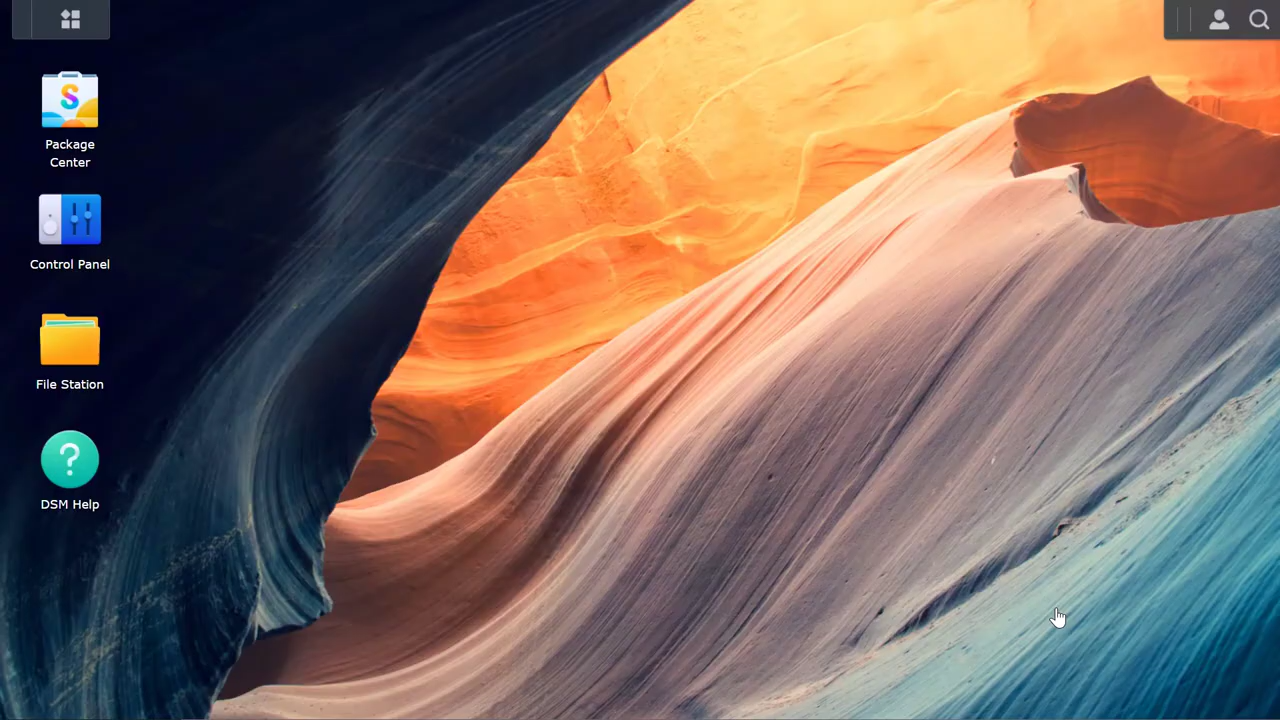 S
Package
Center
Control Panel
File Station
?
DSM Help